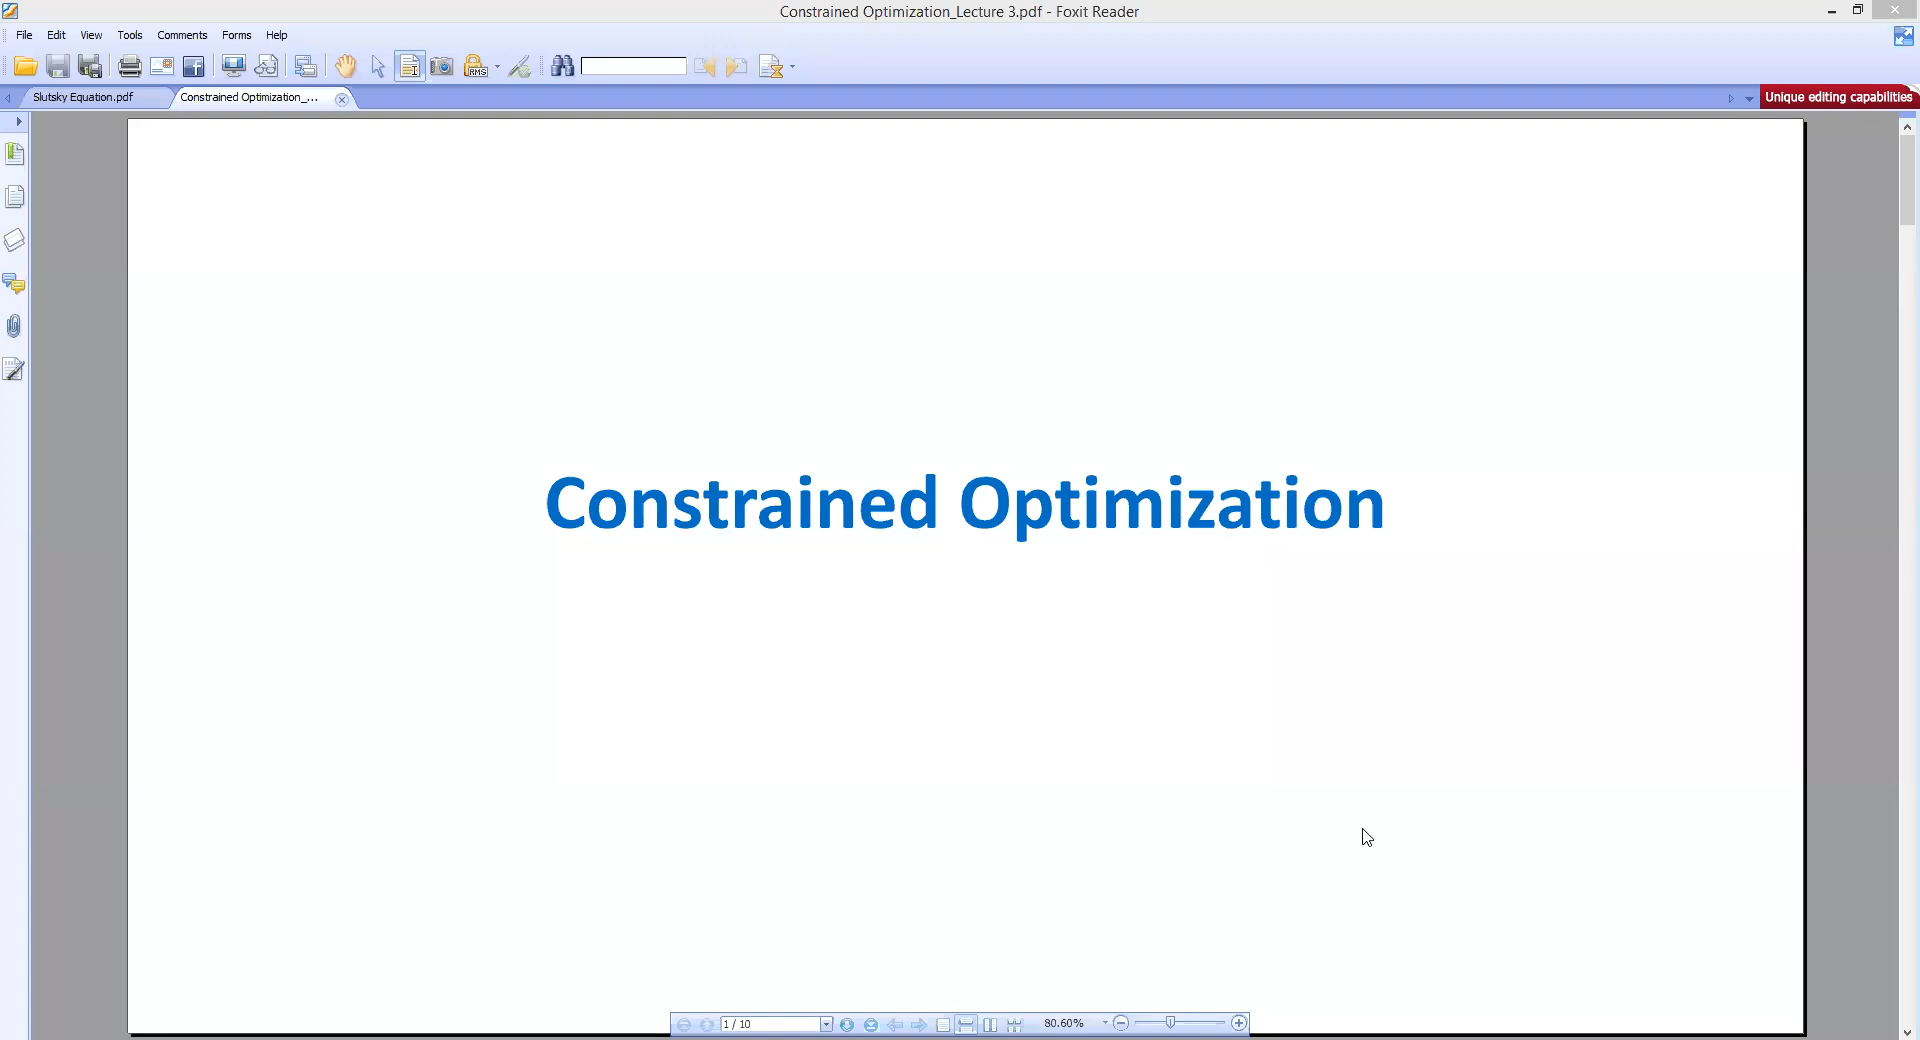 Constrained Optimization_Lecture 3.pdf - Foxit Reader
File Edit View Tools Comments Forms Help
RMS
Slutsky Equation.pdf Constrained Optimization_... Unique editing capabilities
Constrained Optimization
1 / 10 80.60%